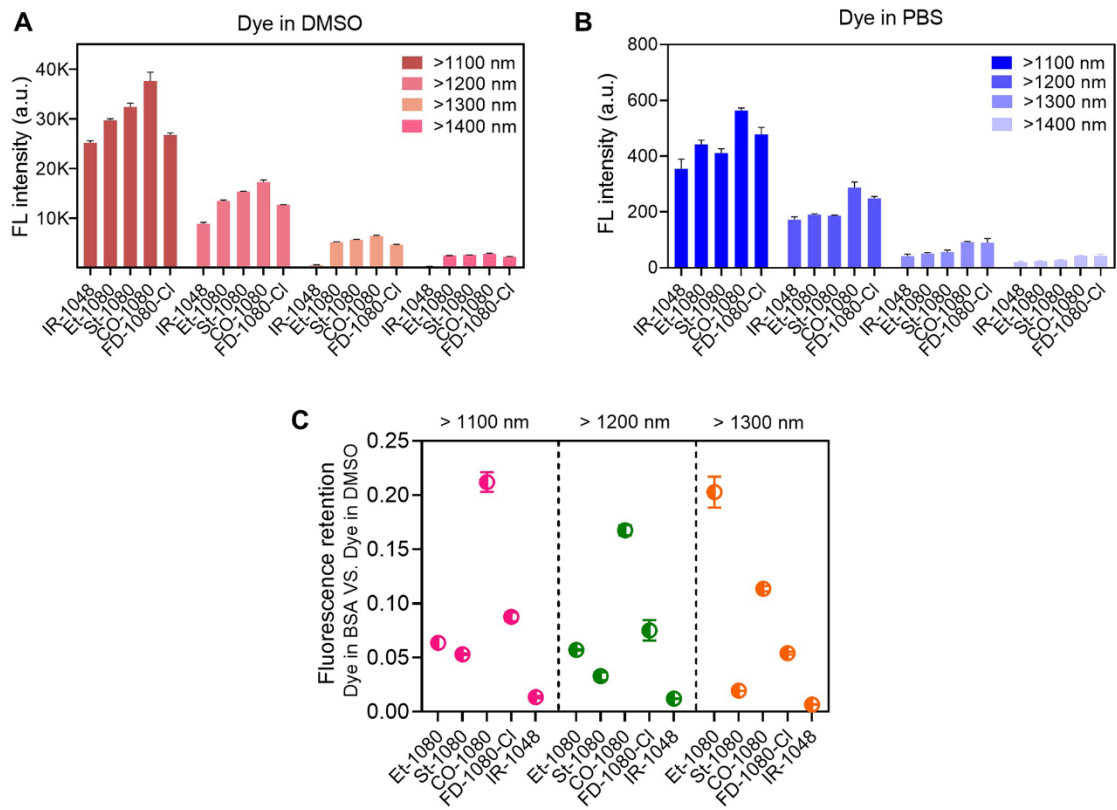 A
Dye in DMSO
FL intensity (a.u.)
40K
30K
20K
10K
>1100 nm
>1200 nm
>1300 nm
>1400 nm
IR-1048
Et-1080
St-1080
CO-1080
FD-1080-Cl
IR-1048
Et-1080
St-1080
CO-1080
FD-1080-Cl
IR-1048
Et-1080
St-1080
CO-1080
FD-1080-Cl
IR-1048
Et-1080
St-1080
CO-1080
FD-1080-Cl
B
Dye in PBS
FL intensity (a.u.)
800
600
400
200
0
>1100 nm
>1200 nm
>1300 nm
>1400 nm
IR-1048
Et-1080
St-1080
CO-1080
FD-1080-Cl
IR-1048
Et-1080
St-1080
CO-1080
FD-1080-Cl
IR-1048
Et-1080
St-1080
CO-1080
FD-1080-Cl
IR-1048
Et-1080
St-1080
CO-1080
FD-1080-Cl
C
> 1100 nm
> 1200 nm
> 1300 nm
Fluorescence retention
Dye in BSA VS. Dye in DMSO
0.25
0.20
0.15
0.10
0.05
0.00
Et-1080
St-1080
CO-1080
FD-1080-Cl
IR-1048
Et-1080
St-1080
CO-1080
FD-1080-Cl
IR-1048
Et-1080
St-1080
CO-1080
FD-1080-Cl
IR-1048